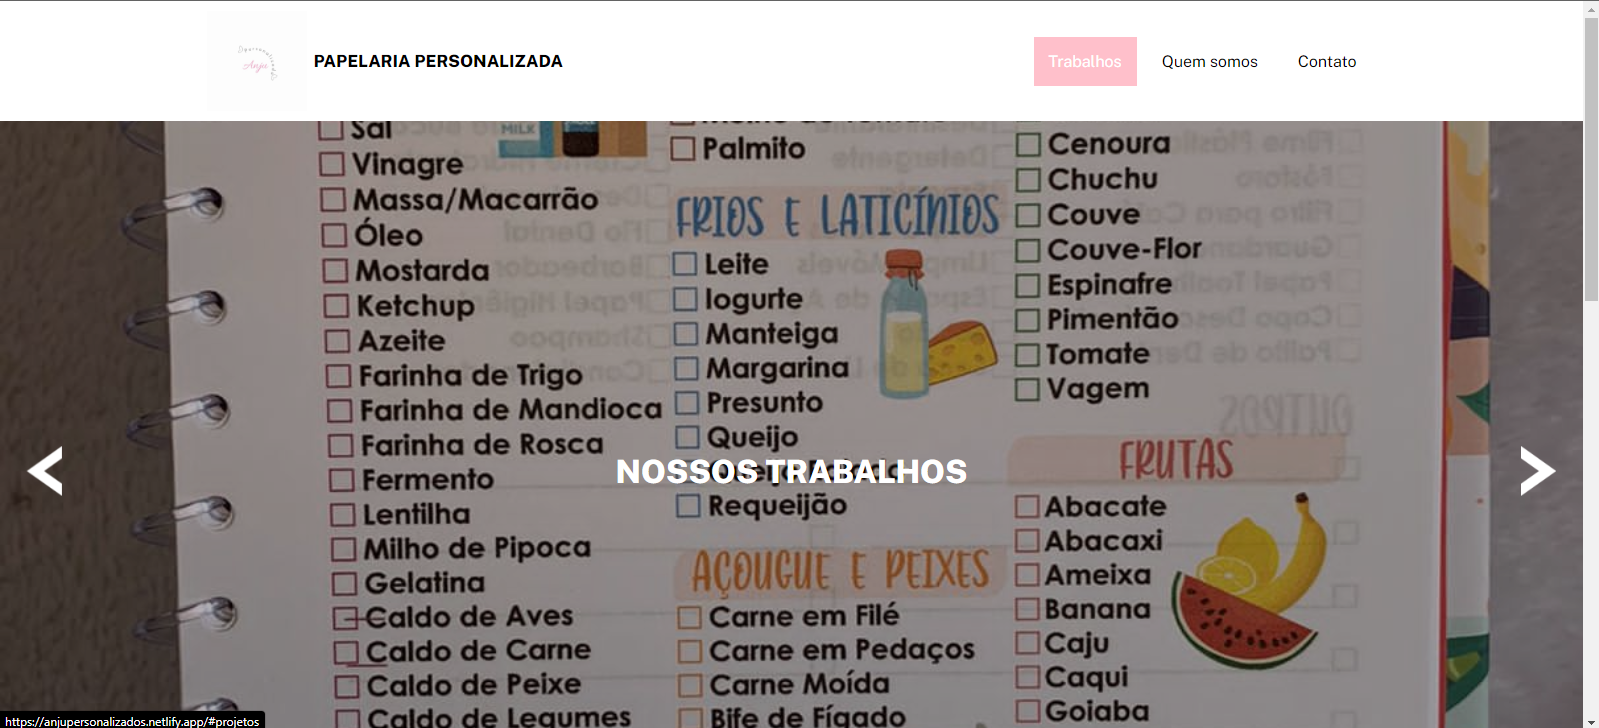 Anju
PAPELARIA PERSONALIZADA
Trabalhos
Quem somos
Contato
Sal
Vinagre
Massa/Macarrão
Óleo
Mostarda
Ketchup
Azeite
Farinha de Trigo
Farinha de Mandioca
Farinha de Rosca
Fermento
Lentilha
Milho de Pipoca
Gelatina
Caldo de Aves
Caldo de Carne
Caldo de Peixe
Caldo de Legumes
MILK
Palmito
FRIOS E LATICÍNIOS
Leite
Iogurte
Manteiga
Margarina
Presunto
Queijo
Requeijão
AÇOUGUE E PEIXES
Carne em Filé
Carne em Pedaços
Carne Moída
Bife de Fígado
Cenoura
Chuchu
Couve
Couve-Flor
Espinafre
Pimentão
Tomate
Vagem
FRUTAS
Abacate
Abacaxi
Ameixa
Banana
Caju
Caqui
Goiaba
NOSSOS TRABALHOS
https://anjupersonalizados.netlify.app/#projetos